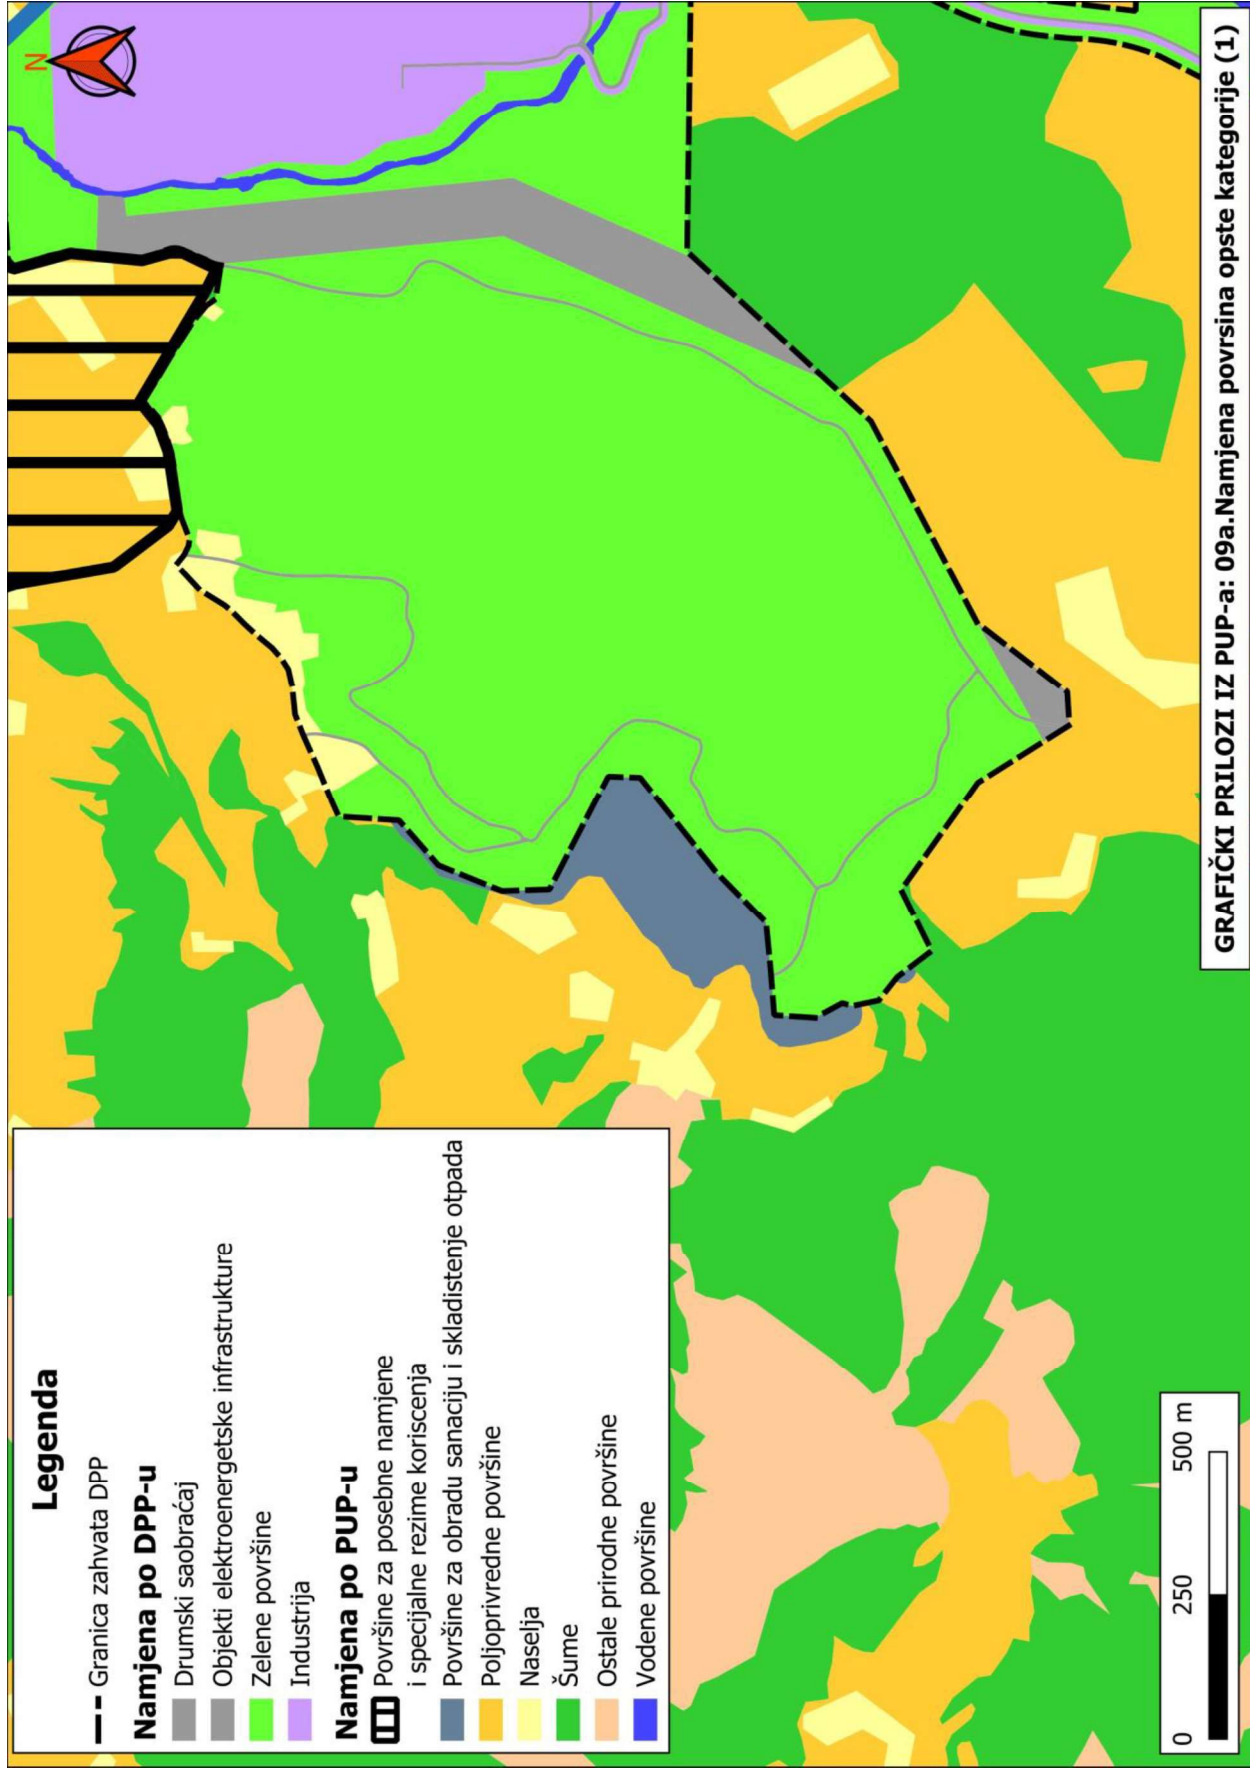 Legenda
Granica zahvata DPP
Namjena po DPP-u
Drumski saobraćaj
Objekti elektroenergetske infrastrukture
Zelene površine
Industrija
Namjena po PUP-u
Površine za posebne namjene
i specijalne rezime koriscenja
Površine za obradu sanaciju i skladistenje otpada
Poljoprivredne površine
Naselja
Šume
Ostale prirodne površine
Vodene površine
0 250 500 m
N
GRAFIČKI PRILOZI IZ PUP-a: 09a.Namjena povrsina opste kategorije (1)